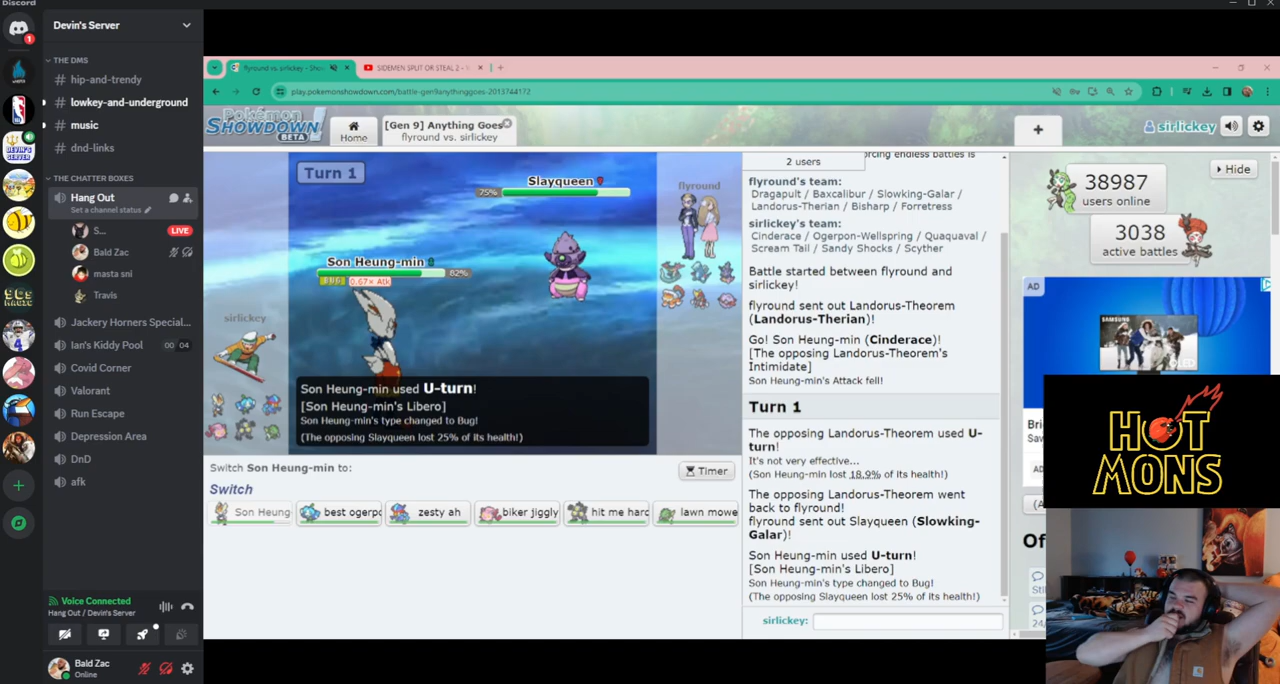 Discord
Devin's Server
THE DMS
# hip-and-trendy
# lowkey-and-underground
# music
# dnd-links
THE CHATTER BOXES
Hang Out
Set a channel status
S...
LIVE
Bald Zac
masta sni
Travis
Jackery Horners Special...
Ian's Kiddy Pool
00 04
Covid Corner
Valorant
Run Escape
Depression Area
DnD
afk
Voice Connected
Hang Out / Devin's Server
Bald Zac
Online
flyround vs. sirlickey - Show
SIDEMEN SPLIT OR STEAL 2 -
play.pokemonshowdown.com/battle-gen9anythinggoes-2013744172
Pokémon
SHOWDOWN!
BETA
Home
[Gen 9] Anything Goes
flyround vs. sirlickey
+
sirlickey
Turn 1
Slayqueen
75%
flyround
Son Heung-min
82%
0.67× Atk
sirlickey
Son Heung-min used U-turn!
[Son Heung-min's Libero]
Son Heung-min's type changed to Bug!
(The opposing Slayqueen lost 25% of its health!)
Switch Son Heung-min to:
Timer
Switch
Son Heung-
best ogerpo
zesty ah
biker jiggly
hit me hard
lawn mowe
2 users
orcing endless battles is
flyround's team:
Dragapult / Baxcalibur / Slowking-Galar /
Landorus-Therian / Bisharp / Forretress
sirlickey's team:
Cinderace / Ogerpon-Wellspring / Quaquaval /
Scream Tail / Sandy Shocks / Scyther
Battle started between flyround and
sirlickey!
flyround sent out Landorus-Theorem
(Landorus-Therian)!
Go! Son Heung-min (Cinderace)!
[The opposing Landorus-Theorem's
Intimidate]
Son Heung-min's Attack fell!
Turn 1
The opposing Landorus-Theorem used U-
turn!
It's not very effective...
(Son Heung-min lost 18.9% of its health!)
The opposing Landorus-Theorem went
back to flyround!
flyround sent out Slayqueen (Slowking-
Galar)!
Son Heung-min used U-turn!
[Son Heung-min's Libero]
Son Heung-min's type changed to Bug!
(The opposing Slayqueen lost 25% of its health!)
sirlickey:
Hide
38987
users online
3038
active battles
AD
SAMSUNG
OLED
HOT
MONS